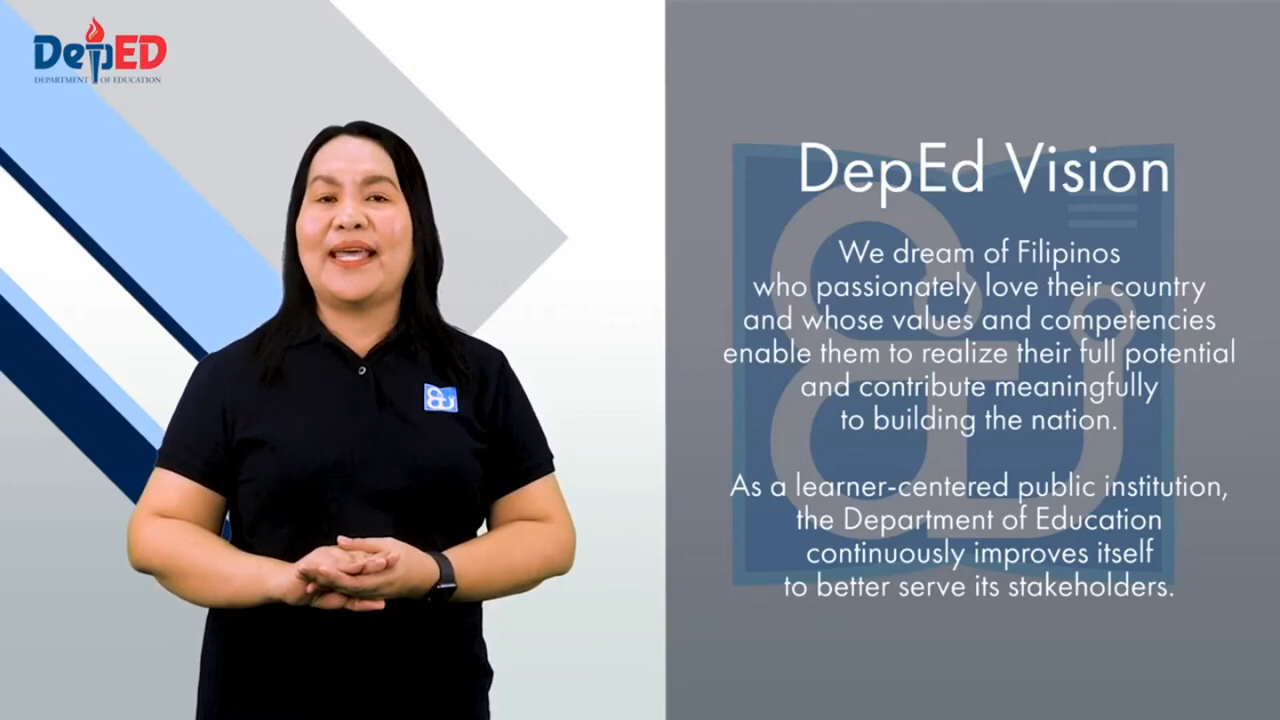 DepED
DEPARTMENT OF EDUCATION
DepEd Vision
We dream of Filipinos
who passionately love their country
and whose values and competencies
enable them to realize their full potential
and contribute meaningfully
to building the nation.
As a learner-centered public institution,
the Department of Education
continuously improves itself
to better serve its stakeholders.